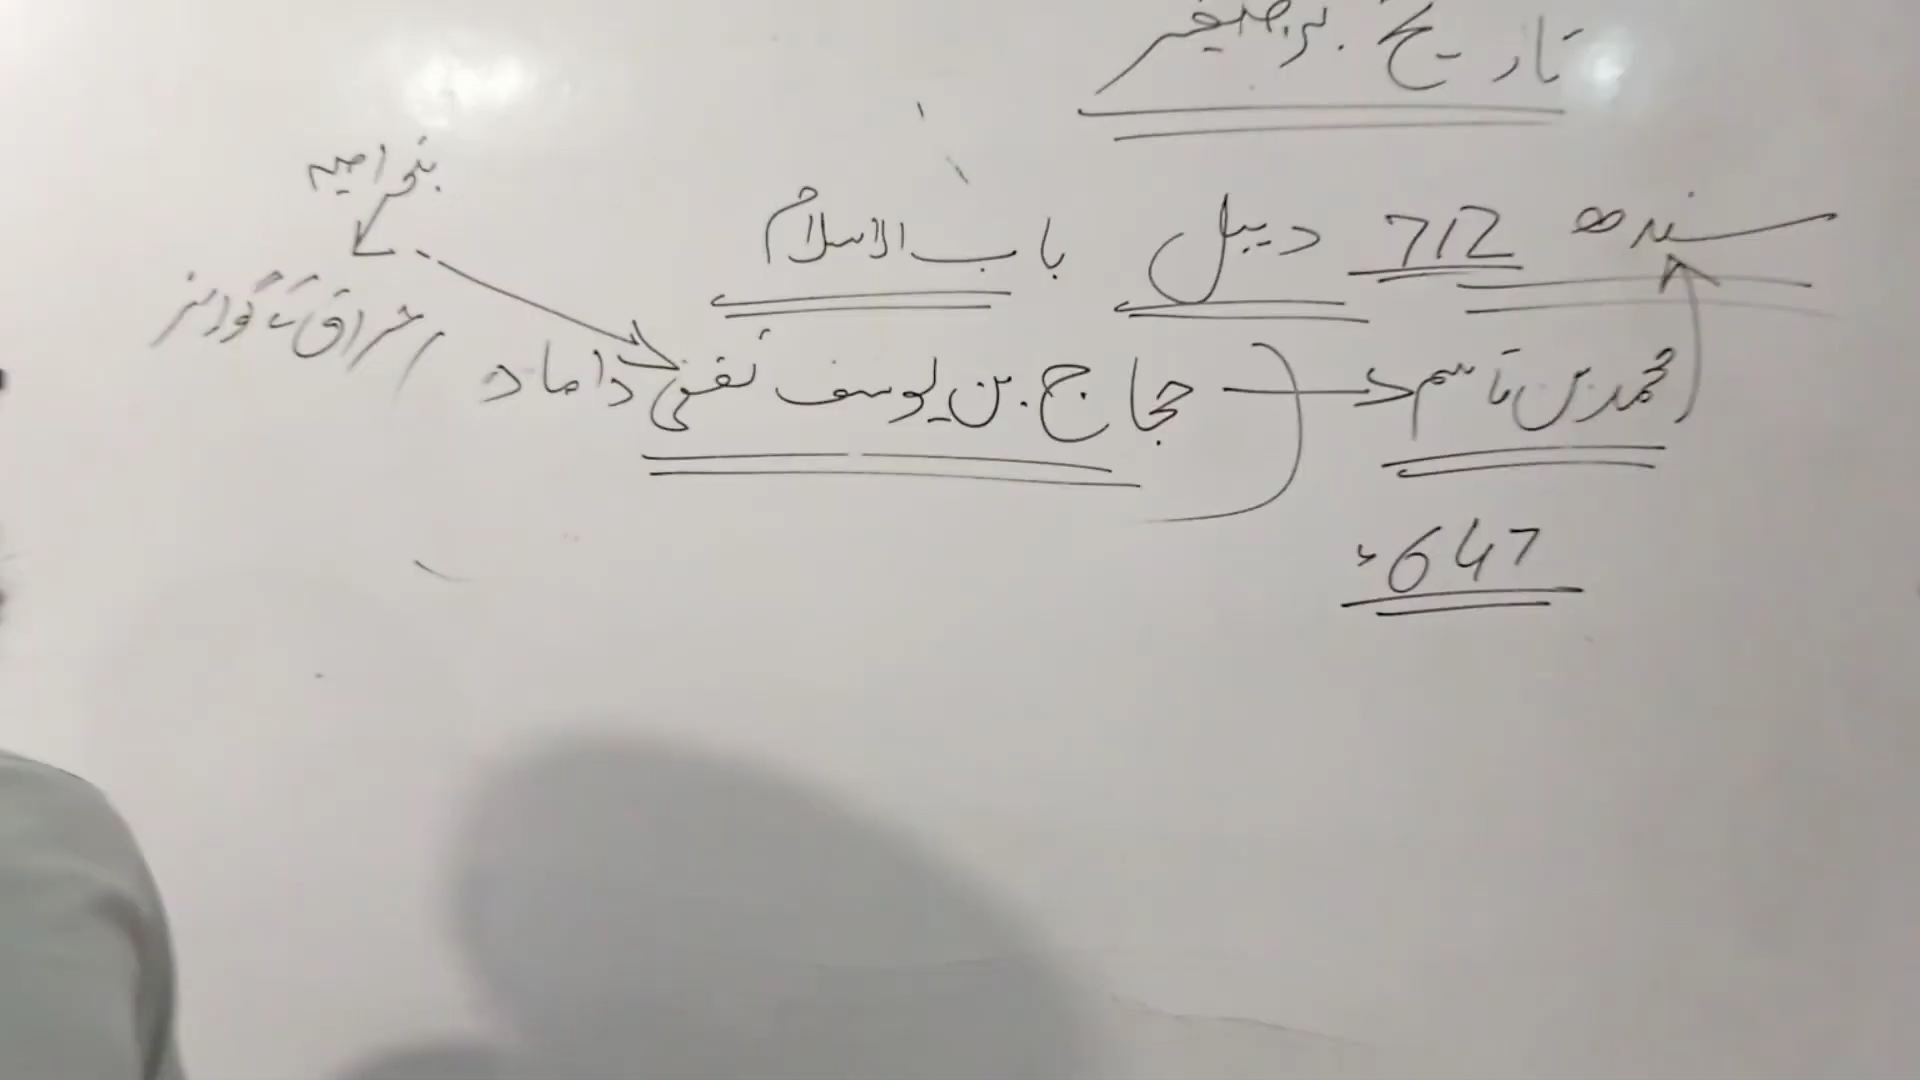 تاریخ برصغیر
سندھ 712 دیبل باب الاسلام
بنو امیہ
محمد بن قاسم حجاج بن یوسف ثقفی داماد / عراق کے گورنر
647ء